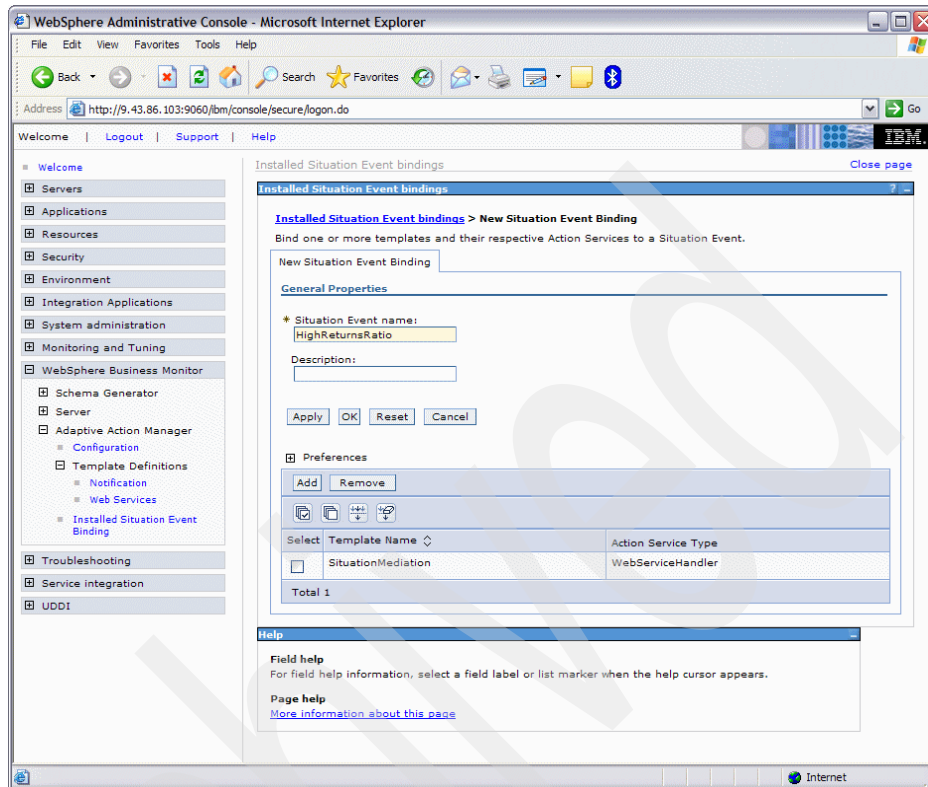 WebSphere Administrative Console - Microsoft Internet Explorer
File Edit View Favorites Tools Help
Back Search Favorites
Address http://9.43.86.103:9060/ibm/console/secure/logon.do Go
Welcome | Logout | Support | Help IBM.
Welcome
Servers
Applications
Resources
Security
Environment
Integration Applications
System administration
Monitoring and Tuning
WebSphere Business Monitor
Schema Generator
Server
Adaptive Action Manager
Configuration
Template Definitions
Notification
Web Services
Installed Situation Event
Binding
Troubleshooting
Service integration
UDDI
Installed Situation Event bindings Close page
Installed Situation Event bindings ? -
Installed Situation Event bindings > New Situation Event Binding
Bind one or more templates and their respective Action Services to a Situation Event.
New Situation Event Binding
General Properties
* Situation Event name:
HighReturnsRatio
Description:
Apply OK Reset Cancel
Preferences
Add Remove
Select Template Name Action Service Type
SituationMediation WebServiceHandler
Total 1
Help -
Field help
For field help information, select a field label or list marker when the help cursor appears.
Page help
More information about this page
Internet